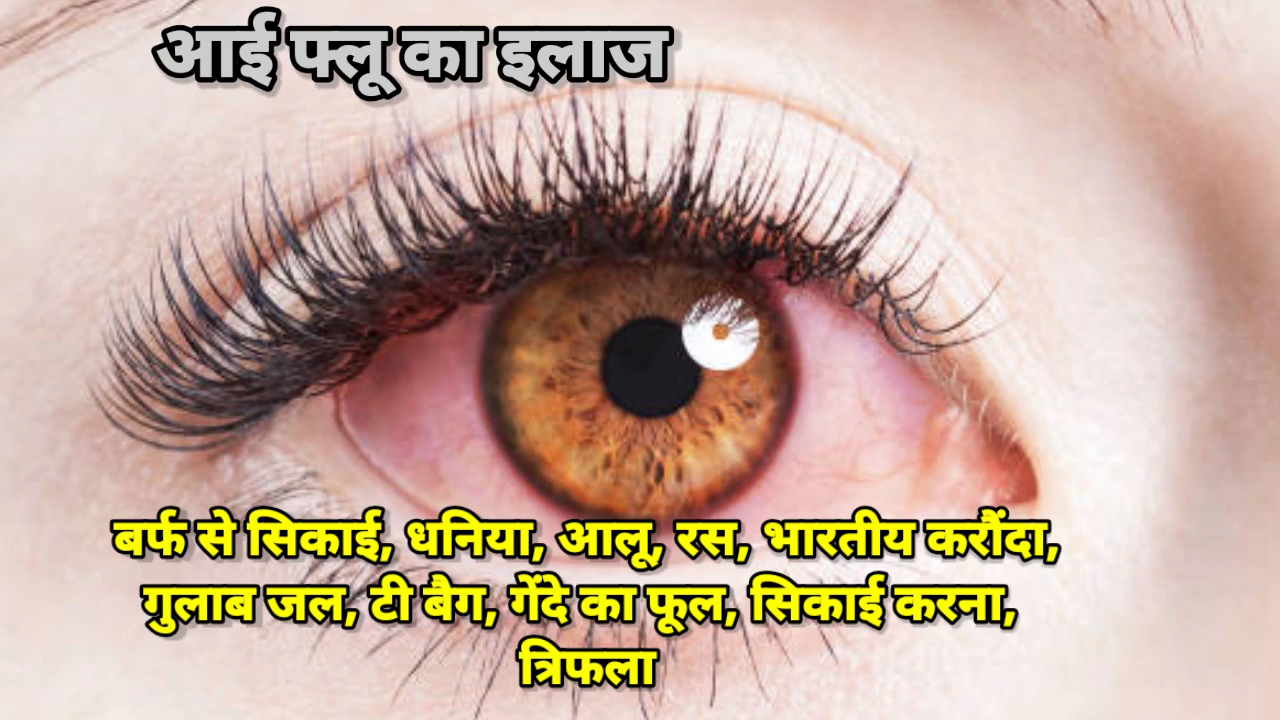 आई फ्लू का इलाज
बर्फ से सिकाई, धनिया, आलू, रस, भारतीय करौंदा,
गुलाब जल, टी बैग, गेंदे का फूल, सिकाई करना,
त्रिफला